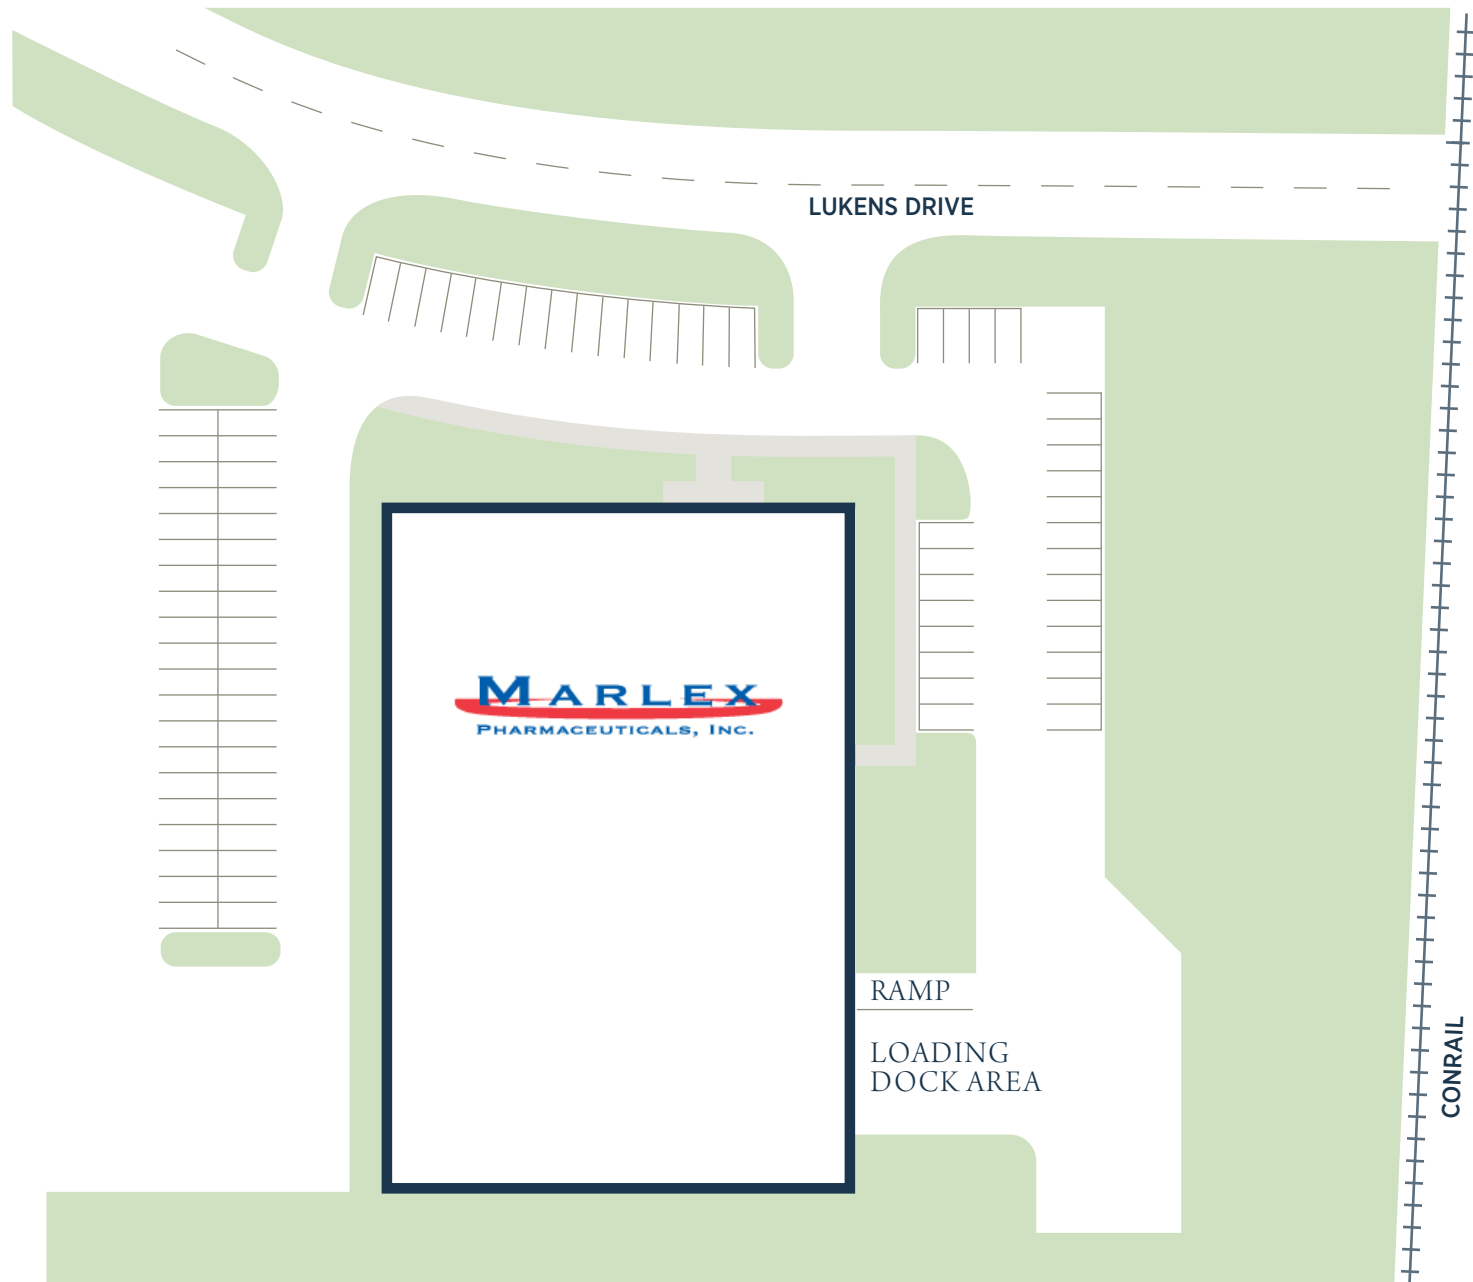 LUKENS DRIVE
MARLEX
PHARMACEUTICALS, INC.
RAMP
LOADING
DOCK AREA
CONRAIL